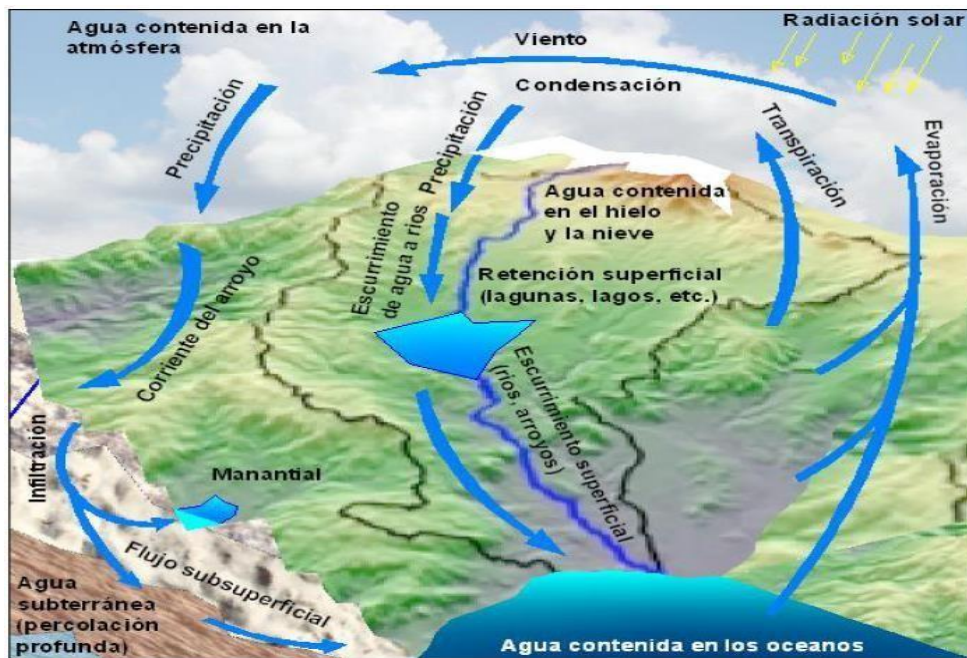 Agua contenida en la
atmósfera
Radiación solar
Viento
Condensación
Precipitación
Precipitación
Transpiración
Evaporación
Agua contenida
en el hielo
y la nieve
Escurrimiento
de agua a rios
Retención superficial
(lagunas, lagos, etc.)
Corriente del arroyo
Escurrimiento superficial
(rios, arroyos)
Infiltración
Manantial
Flujo subsuperficial
Agua
subterránea
(percolación
profunda)
Agua contenida en los oceanos